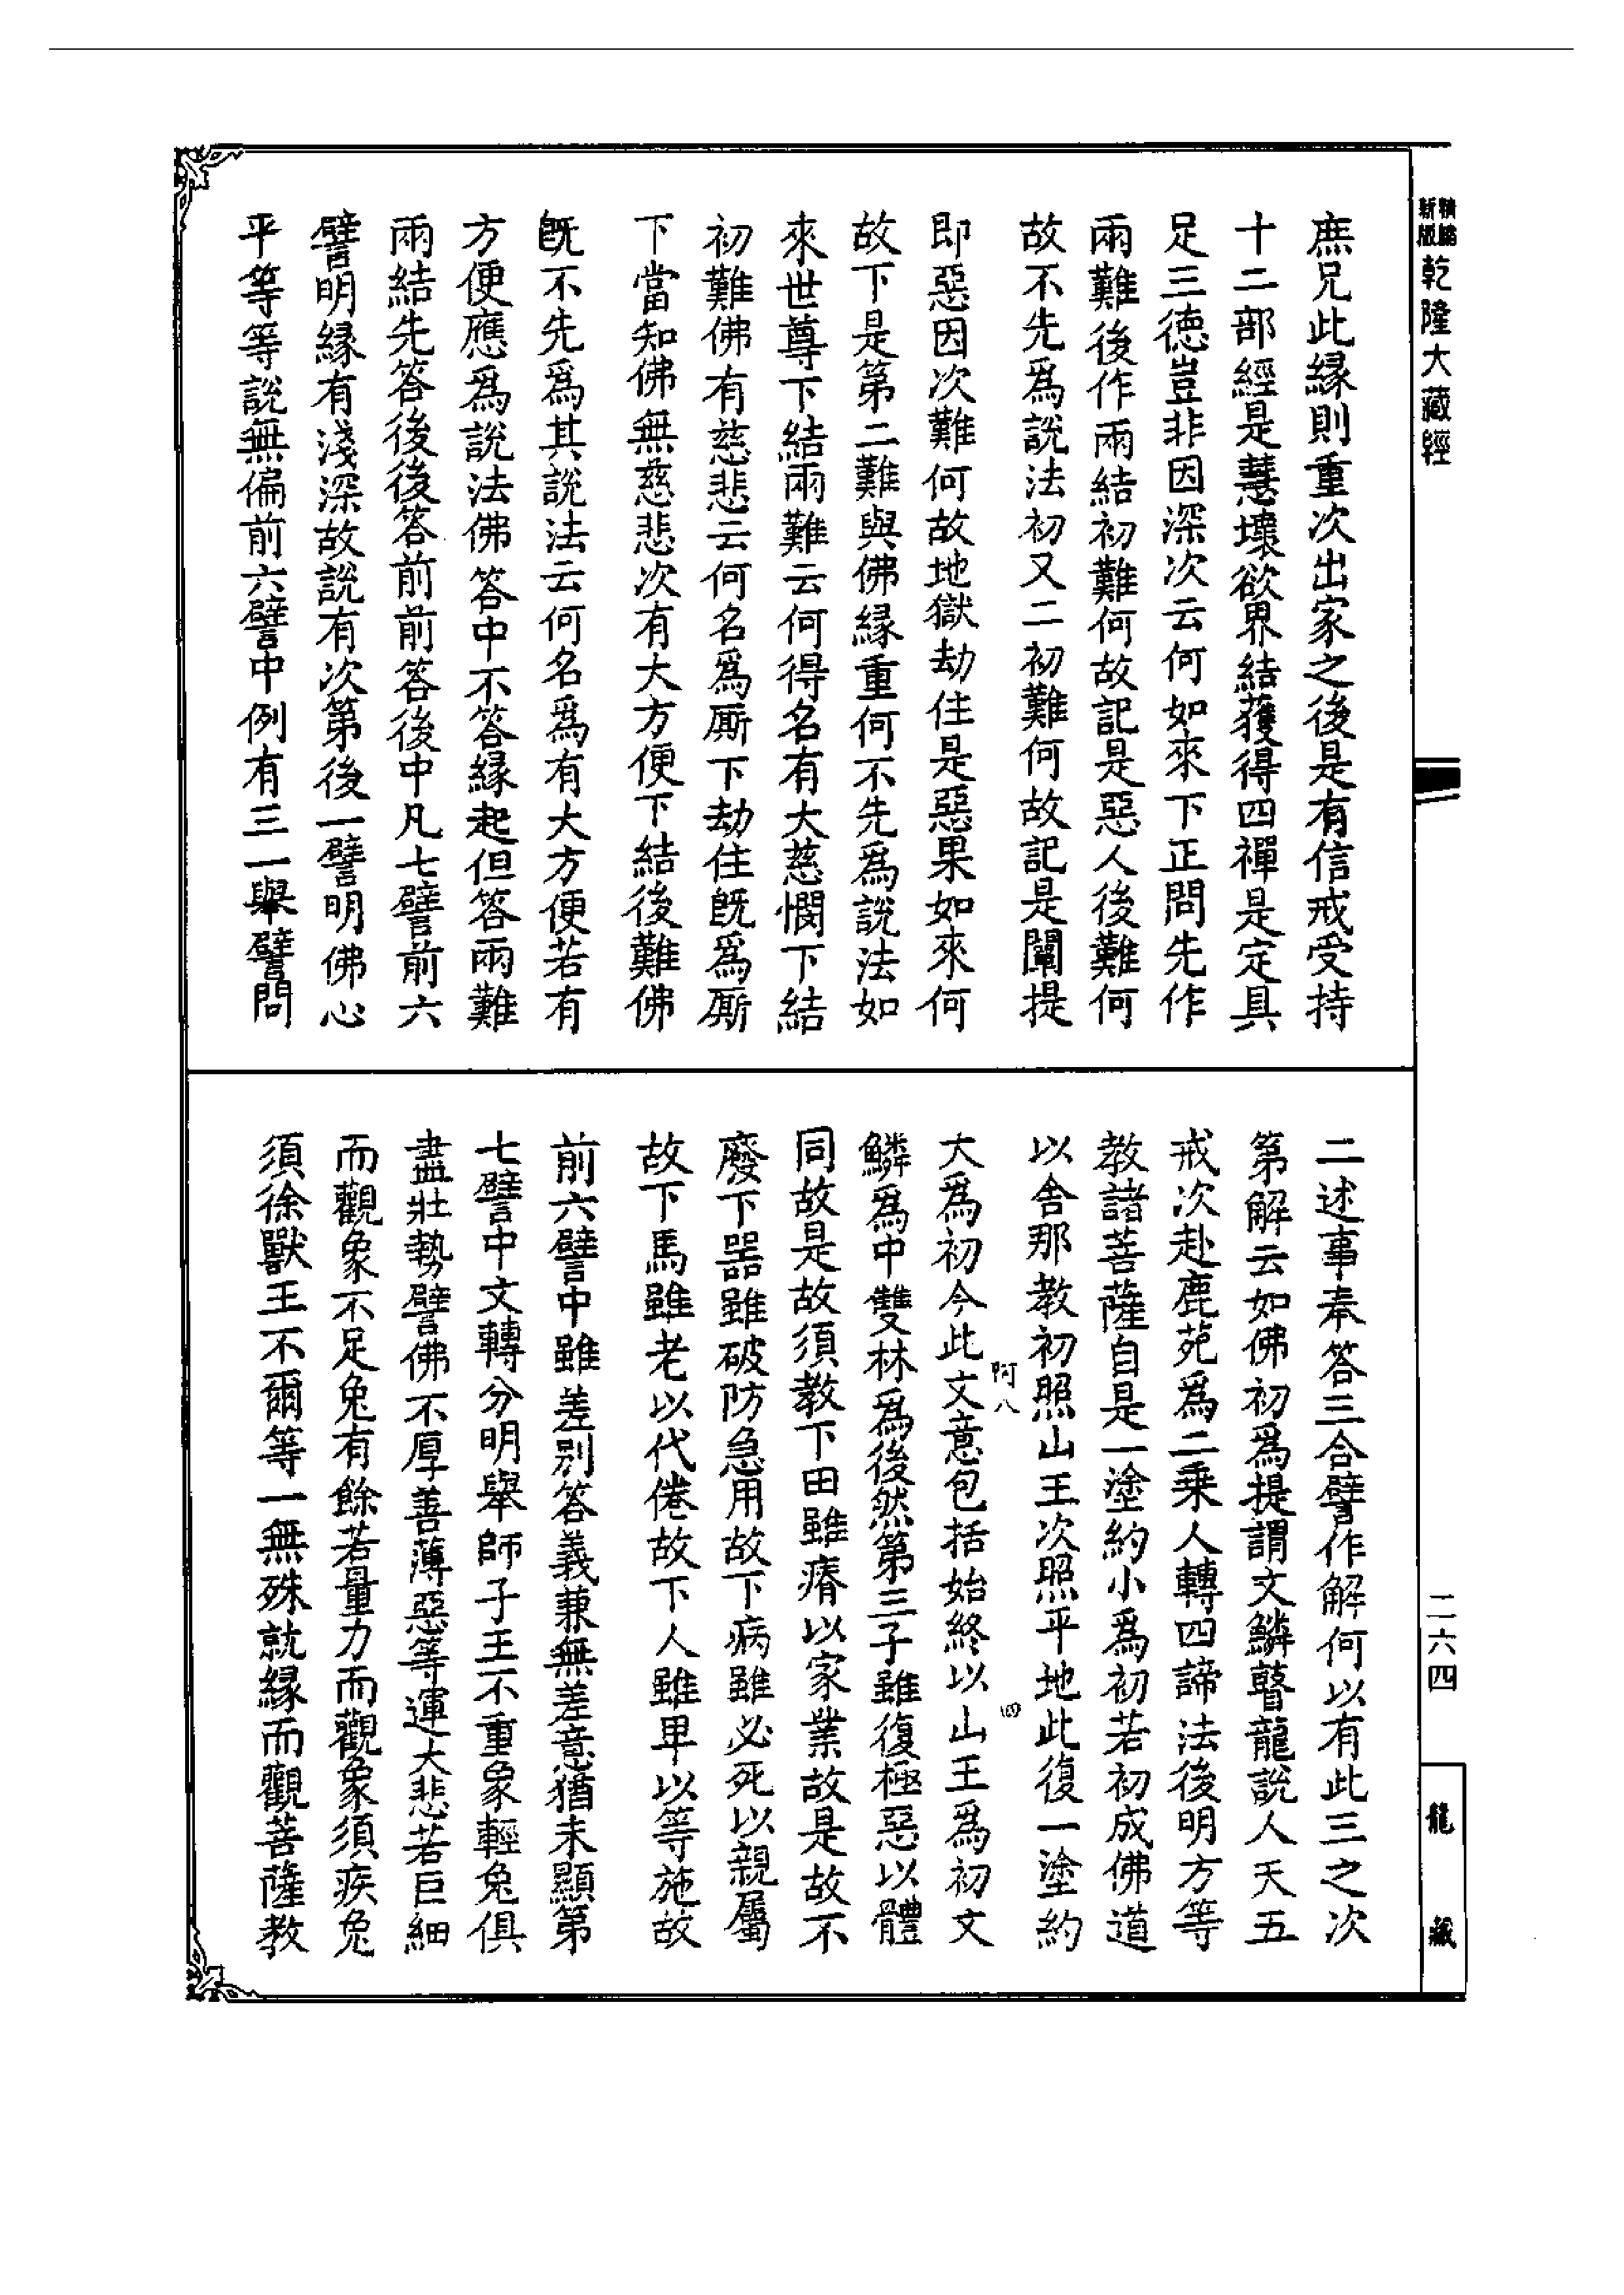 新版精縮
乾隆大藏經
庶兄此緣則重次出家之後是有信戒受持
十二部經是慧壞欲界結獲得四禪是定具
足三德豈非因深次云何如來下正問先作
兩難後作兩結初難何故記是惡人後難何
故不先為說法初又二初難何故記是闡提
即惡因次難何故地獄劫住是惡果如來何
故下是第二難與佛緣重何不先為說法如
來世尊下結兩難云何得名有大慈憫下結
初難佛有慈悲云何名為廝下劫住既為廝
下當知佛無慈悲次有大方便下結後難佛
既不先為其說法云何名為有大方便若有
方便應為說法佛答中不答緣起但答兩難
兩結先答後後答前前答後中凡七譬前六
譬明緣有淺深故說有次第後一譬明佛心
平等等說無偏前六譬中例有三一舉譬問
二述事奉答三合譬作解何以有此三之次
第解云如佛初為提謂文鱗瞽龍說人天五
戒次赴鹿苑為二乘人轉四諦法後明方等
教諸菩薩自是一塗約小為初若初成佛道
以舍那教初照山王次照平地此復一塗約
大為初今此文意包括始終以山王為初文
鱗為中雙林為後然第三子雖復極惡以體
同故是故須教下田雖瘠以家業故是故不
廢下器雖破防急用故下病雖必死以親屬
故下馬雖老以代倦故下人雖卑以等施故
前六譬中雖差別答義兼無差意猶未顯第
七譬中文轉分明舉師子王不重象輕兔俱
盡壯勢譬佛不厚善薄惡等運大悲若巨細
而觀象不足兔有餘若量力而觀象須疾兔
須徐獸王不爾等一無殊就緣而觀菩薩教
阿八
四
二六四
龍藏